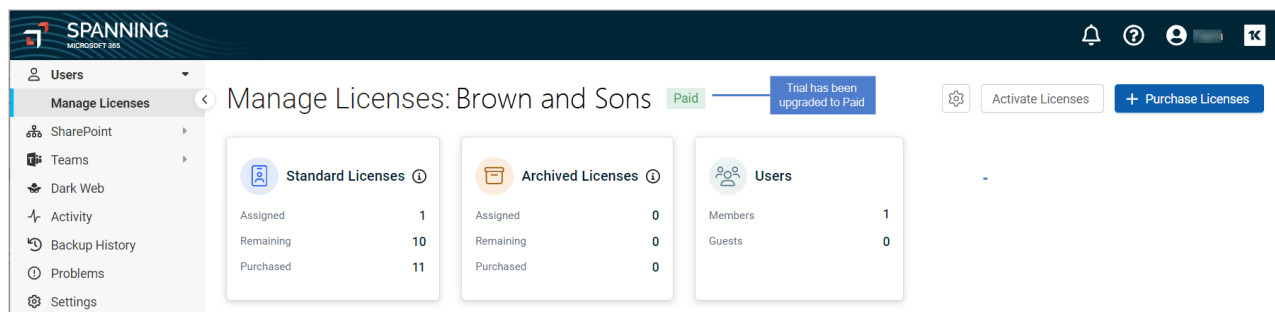 SPANNING
MICROSOFT 365
Users
Manage Licenses
SharePoint
Teams
Dark Web
Activity
Backup History
Problems
Settings
Manage Licenses: Brown and Sons Paid
Trial has been
upgraded to Paid
Activate Licenses
+ Purchase Licenses
Standard Licenses
Assigned 1
Remaining 10
Purchased 11
Archived Licenses
Assigned 0
Remaining 0
Purchased 0
Users
Members 1
Guests 0
-